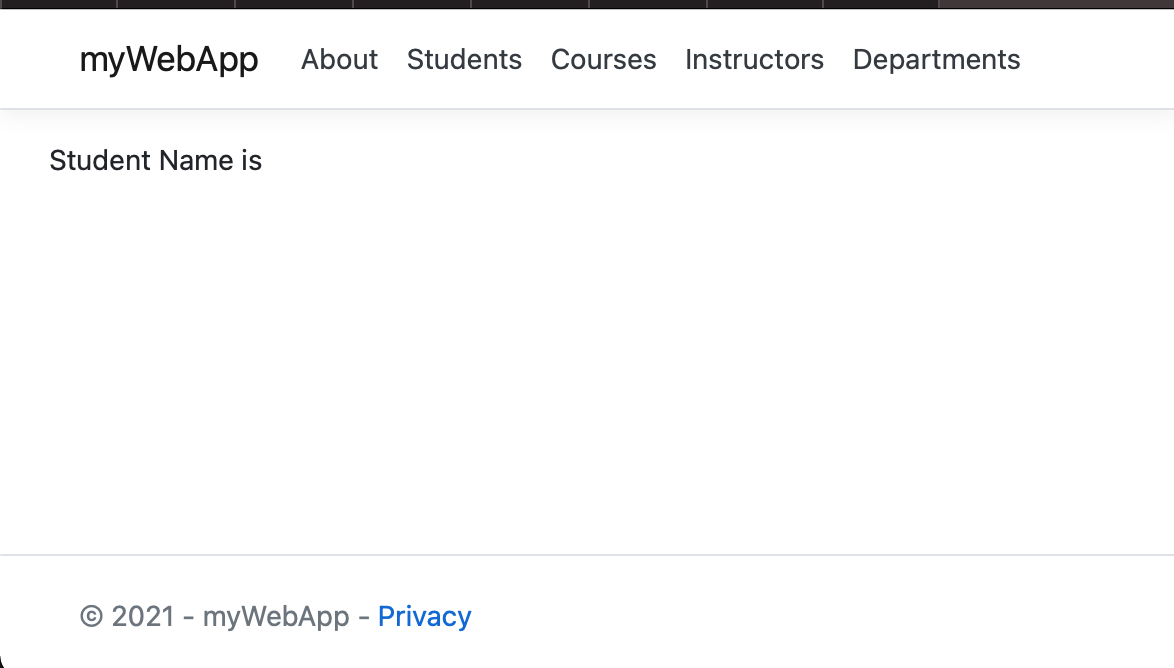 myWebApp About Students Courses Instructors Departments
Student Name is
© 2021 - myWebApp - Privacy